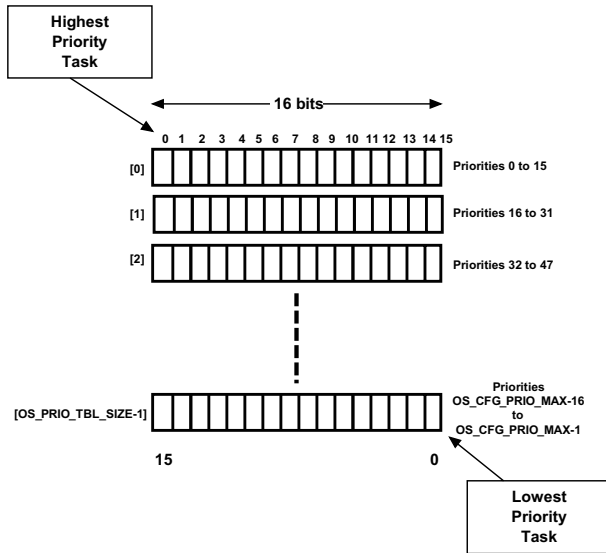 Highest
Priority
Task
16 bits
0 1 2 3 4 5 6 7 8 9 10 11 12 13 14 15
[0] Priorities 0 to 15
[1] Priorities 16 to 31
[2] Priorities 32 to 47
Priorities
OS_CFG_PRIO_MAX-16
[OS_PRIO_TBL_SIZE-1] to
OS_CFG_PRIO_MAX-1
15 0
Lowest
Priority
Task